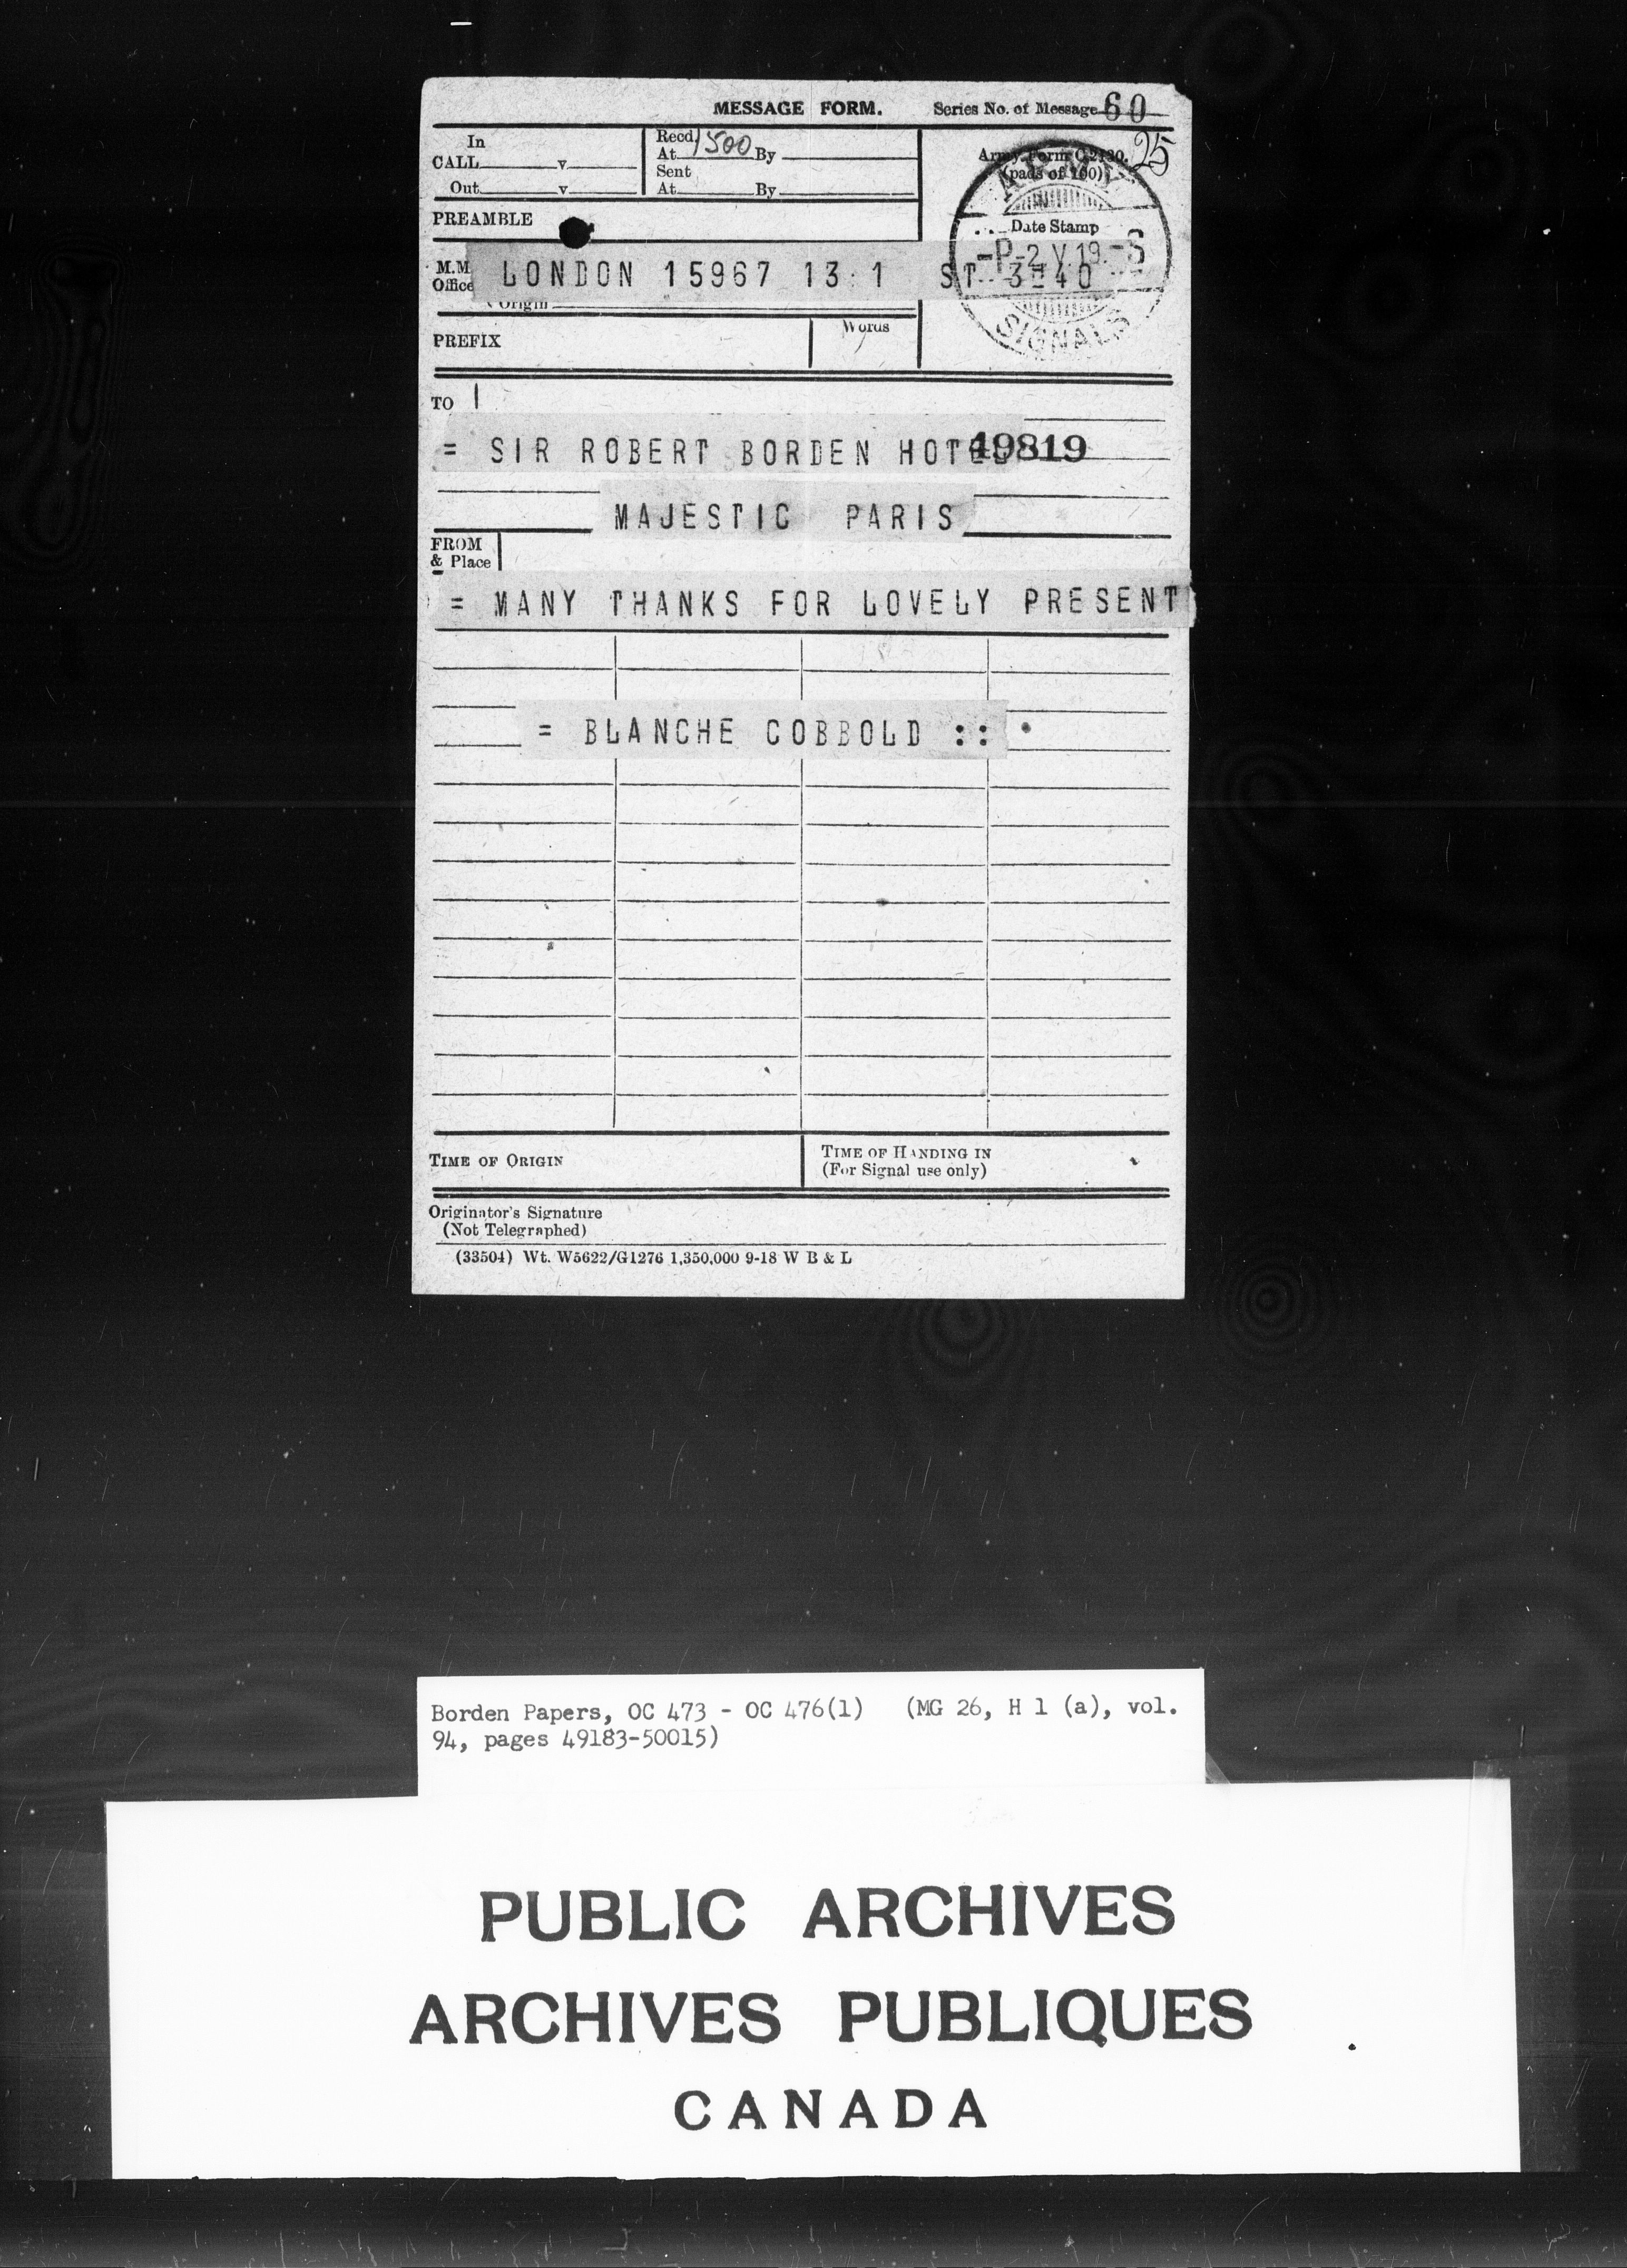 MESSAGE FORM. Series No. of Message 60
In
CALL v
Out v
Recd
At 1500 By
Sent
At By
Army Form C.2130. 25
(pads of 100)
ARMY
Date Stamp
PREAMBLE
-P-2.V.19.-S
M.M.
Office
LONDON 15967 13 1 ST 3 40
Origin
SIGNALS
PREFIX
Words
TO
= SIR ROBERT BORDEN HOTEL
49819
MAJESTIC PARIS
FROM
& Place
= MANY THANKS FOR LOVELY PRESENT
= BLANCHE COBBOLD ::
TIME OF ORIGIN
TIME OF HANDING IN
(For Signal use only)
Originator's Signature
(Not Telegraphed)
(33504) Wt. W5622/G1276 1,350,000 9-18 W B & L
Borden Papers, OC 473 - OC 476(1) (MG 26, H 1 (a), vol.
94, pages 49183-50015)
PUBLIC ARCHIVES
ARCHIVES PUBLIQUES
CANADA